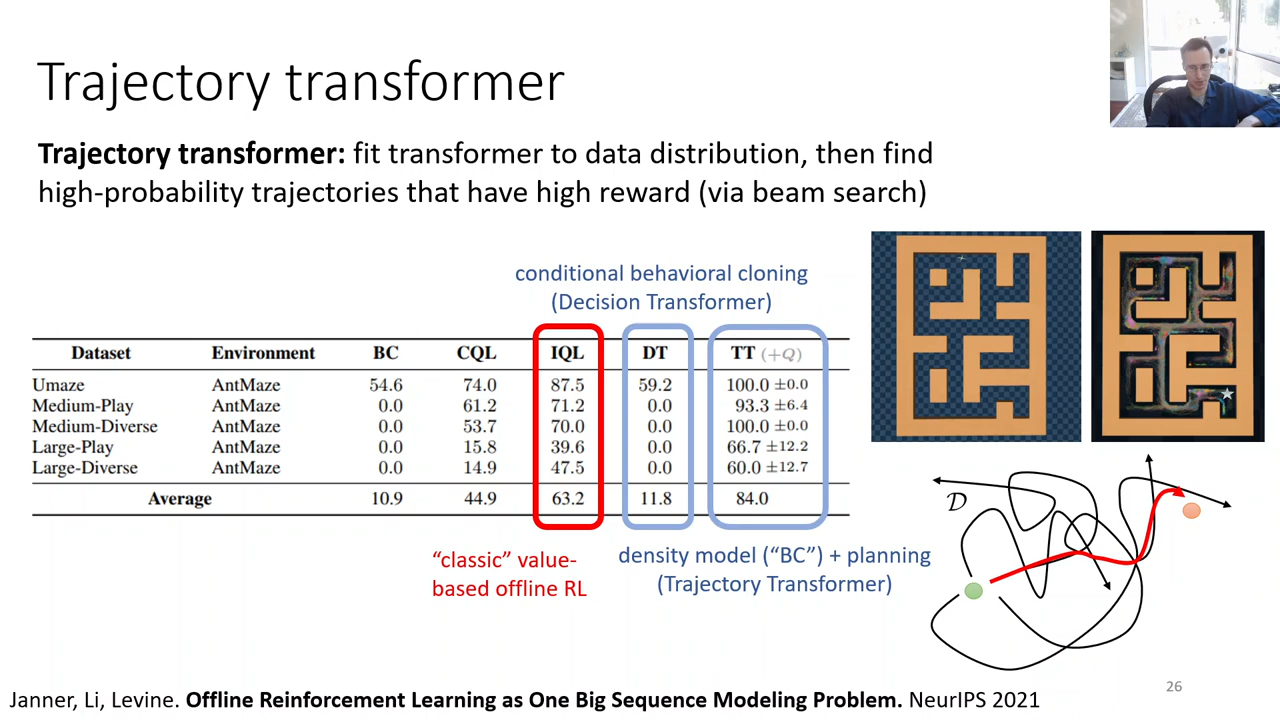 Trajectory transformer
Trajectory transformer: fit transformer to data distribution, then find
high-probability trajectories that have high reward (via beam search)
conditional behavioral cloning
(Decision Transformer)
Dataset Environment BC CQL IQL DT TT (+Q)
Umaze AntMaze 54.6 74.0 87.5 59.2 100.0 ±0.0
Medium-Play AntMaze 0.0 61.2 71.2 0.0 93.3 ±6.4
Medium-Diverse AntMaze 0.0 53.7 70.0 0.0 100.0 ±0.0
Large-Play AntMaze 0.0 15.8 39.6 0.0 66.7 ±12.2
Large-Diverse AntMaze 0.0 14.9 47.5 0.0 60.0 ±12.7
Average 10.9 44.9 63.2 11.8 84.0
"classic" value-
based offline RL
density model ("BC") + planning
(Trajectory Transformer)
𝒟
26
Janner, Li, Levine. Offline Reinforcement Learning as One Big Sequence Modeling Problem. NeurIPS 2021